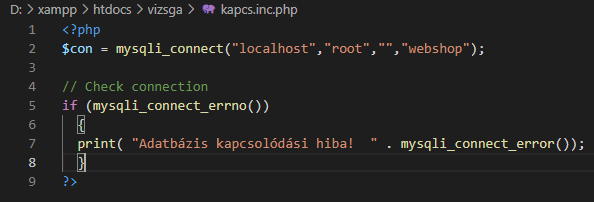 D: > xampp > htdocs > vizsga > kapcs.inc.php
1 <?php
2 $con = mysqli_connect("localhost","root","","webshop");
3
4 // Check connection
5 if (mysqli_connect_errno())
6 {
7 print( "Adatbázis kapcsolódási hiba!  " . mysqli_connect_error());
8 }
9 ?>